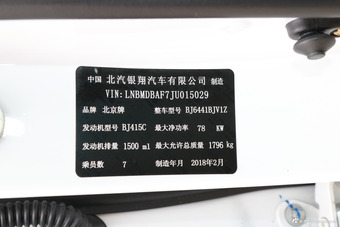 中国 北汽银翔汽车有限公司 制造
VIN: LNBMDBAF7JU015029
品牌 北京牌 整车型号 BJ6441BJV1Z
发动机型号 BJ415C 最大净功率 78 KW
发动机排量 1500 ml 最大允许总质量 1796 kg
乘员数 7 制造年月 2018年2月